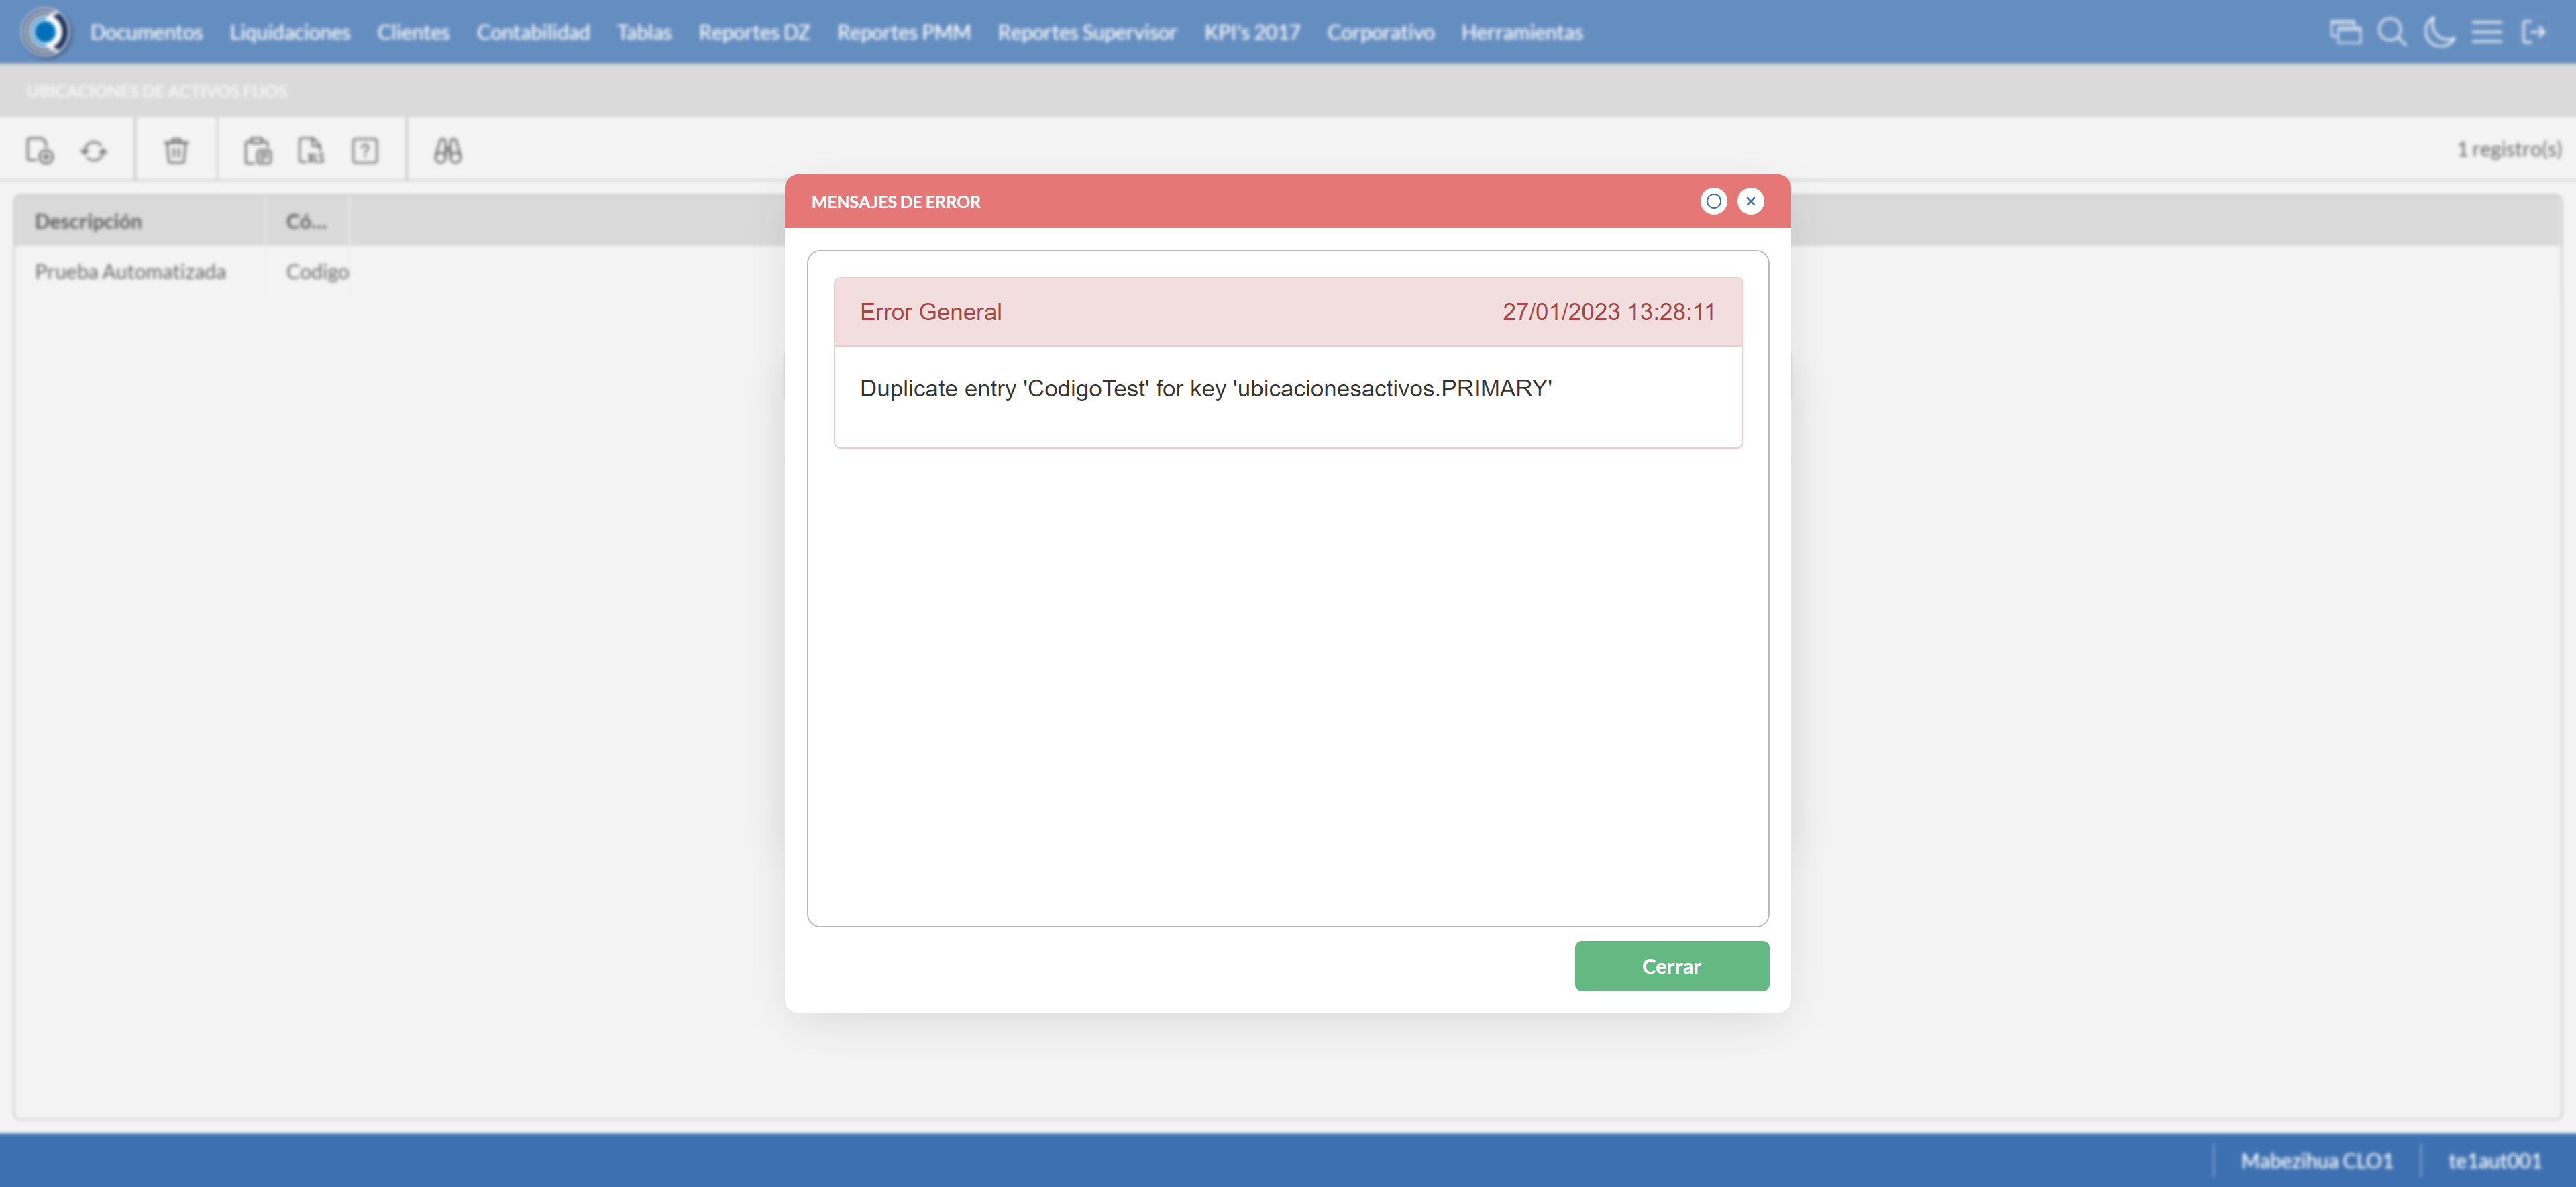 Documentos Liquidaciones Clientes Contabilidad Tablas Reportes DZ Reportes PMM Reportes Supervisor KPI's 2017 Corporativo Herramientas
UBICACIONES DE ACTIVOS FIJOS
1 registro(s)
MENSAJES DE ERROR
Descripción Có...
Prueba Automatizada Codigo
Error General 27/01/2023 13:28:11
Duplicate entry 'CodigoTest' for key 'ubicacionesactivos.PRIMARY'
Cerrar
Mabezihua CLO1 te1aut001